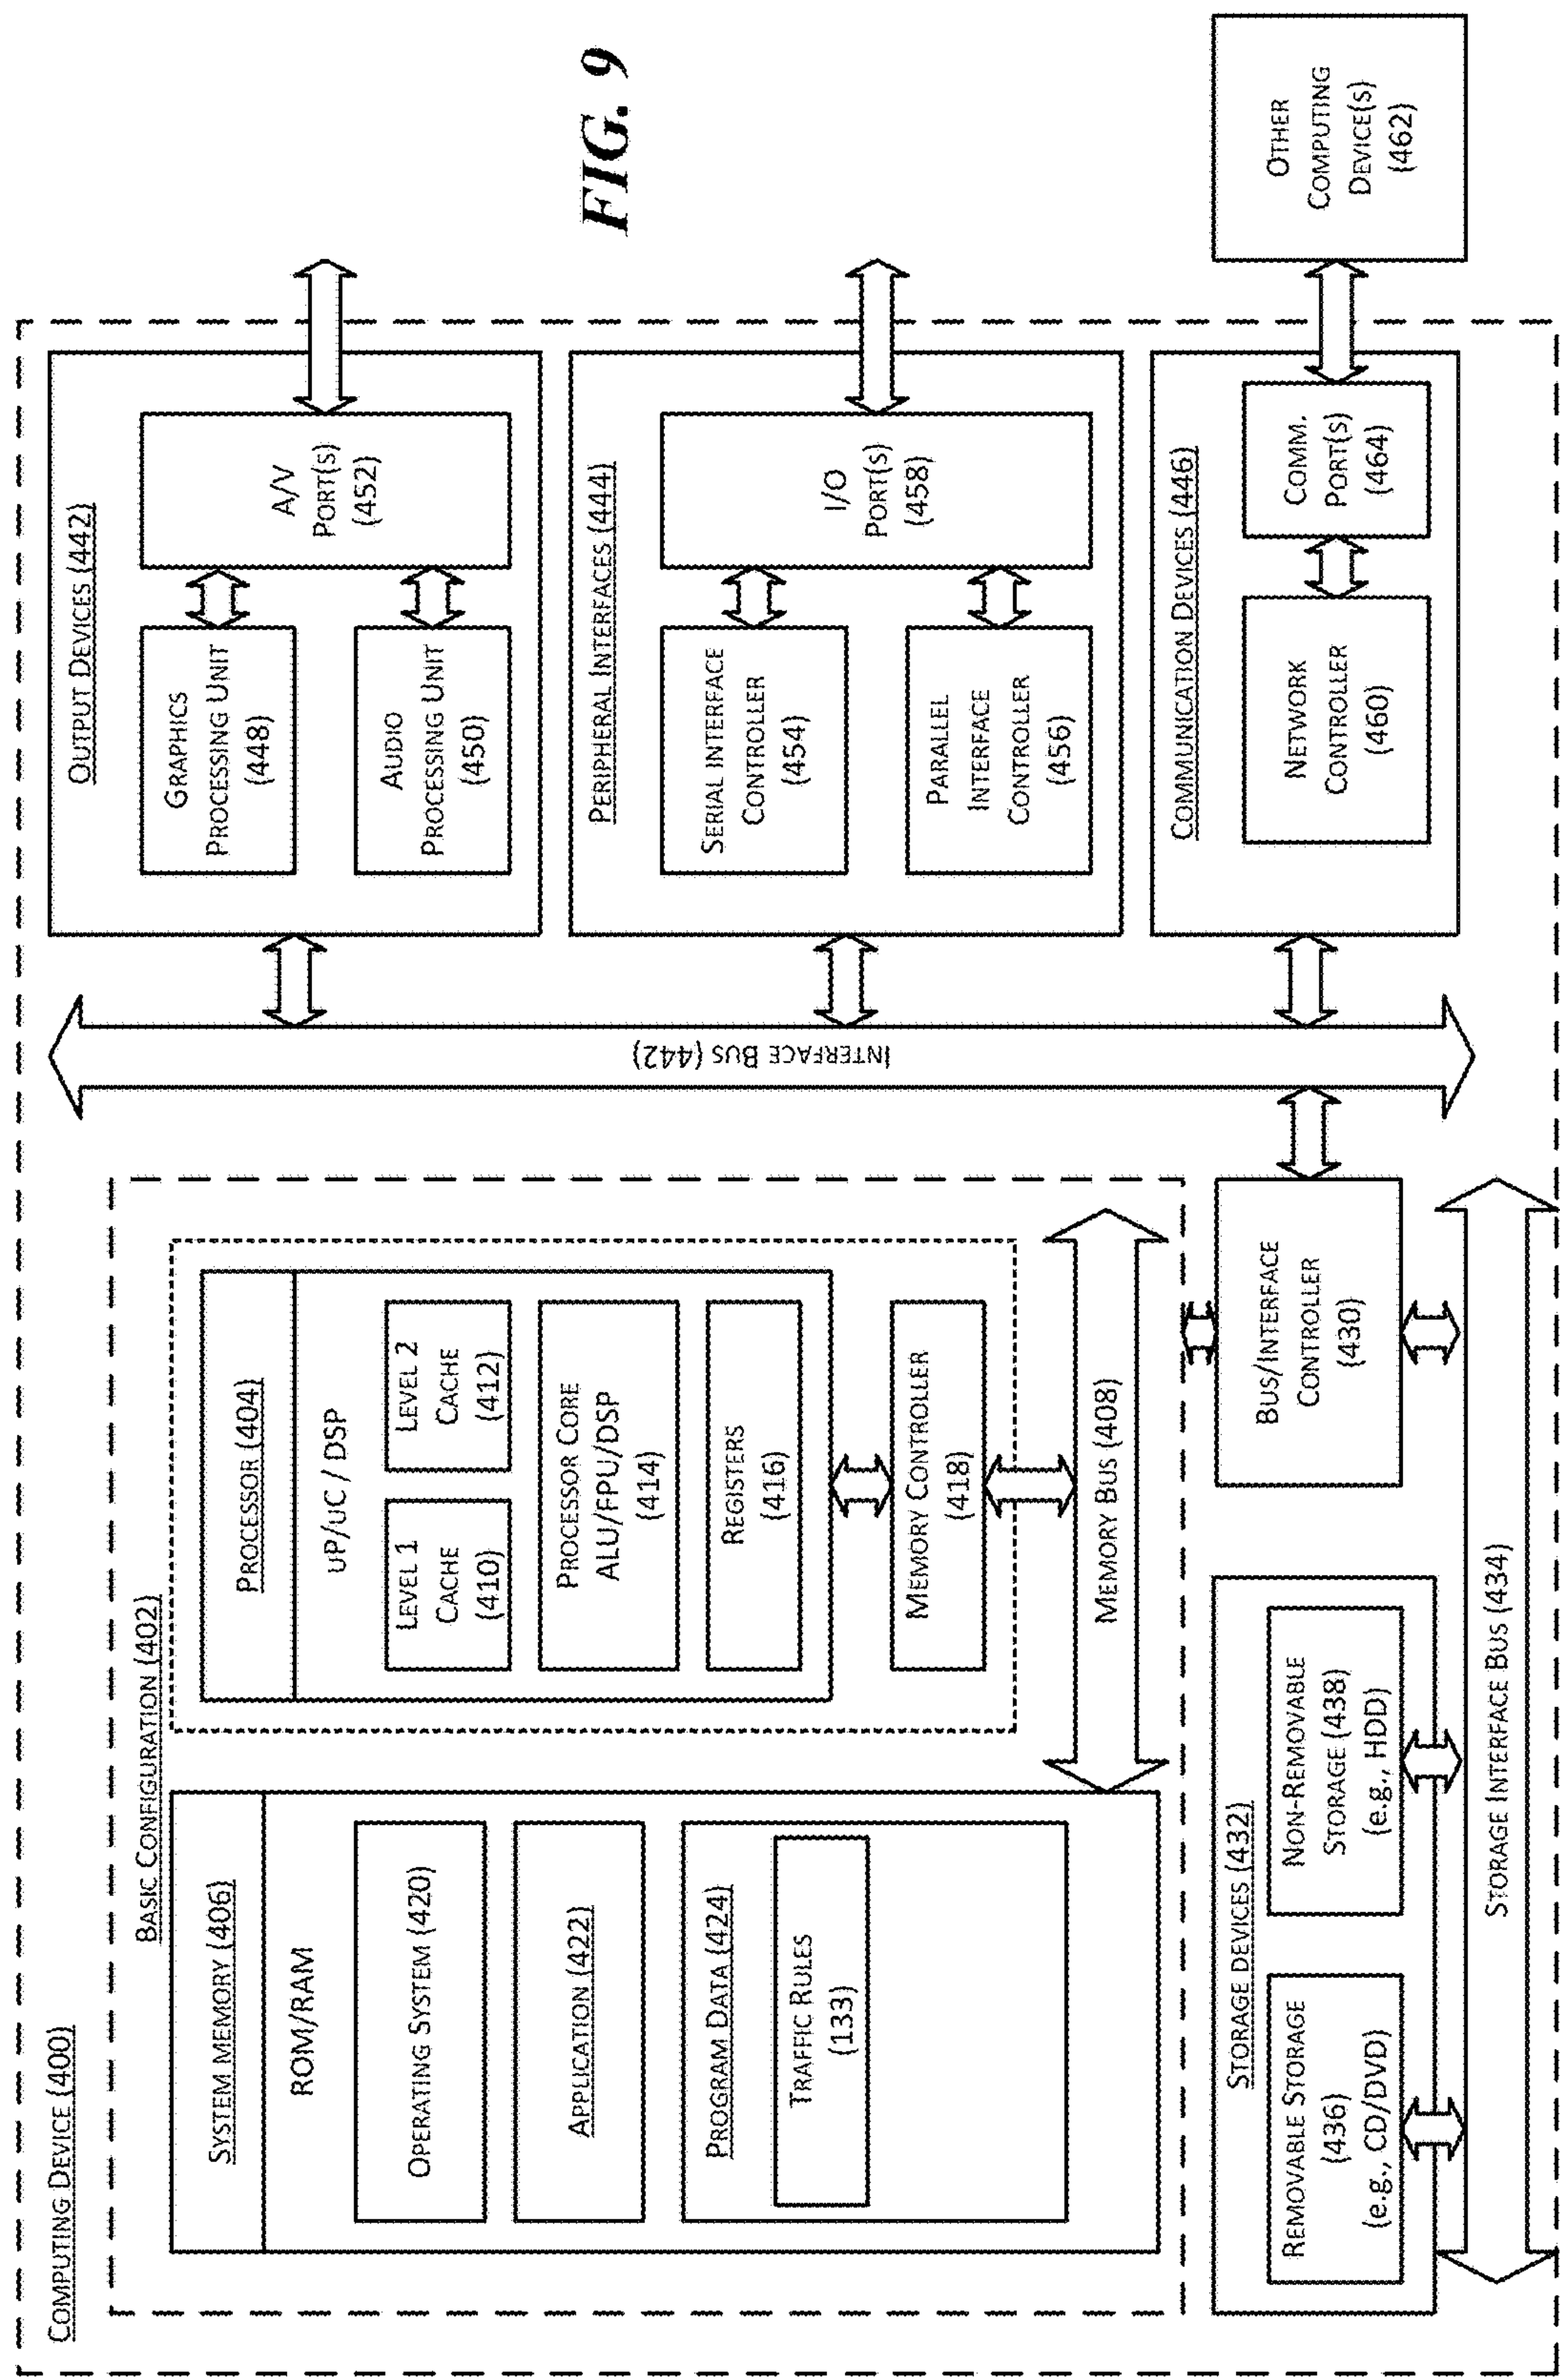 COMPUTING DEVICE (400)
BASIC CONFIGURATION (402)
SYSTEM MEMORY (406)
ROM/RAM
OPERATING SYSTEM (420)
APPLICATION (422)
PROGRAM DATA (424)
TRAFFIC RULES
(133)
PROCESSOR (404)
uP/uC / DSP
LEVEL 1
CACHE
(410)
LEVEL 2
CACHE
(412)
PROCESSOR CORE
ALU/FPU/DSP
(414)
REGISTERS
(416)
MEMORY CONTROLLER
(418)
MEMORY BUS (408)
BUS/INTERFACE
CONTROLLER
(430)
STORAGE DEVICES (432)
REMOVABLE STORAGE
(436)
(e.g., CD/DVD)
NON-REMOVABLE
STORAGE (438)
(e.g., HDD)
STORAGE INTERFACE BUS (434)
INTERFACE BUS (442)
OUTPUT DEVICES (442)
GRAPHICS
PROCESSING UNIT
(448)
AUDIO
PROCESSING UNIT
(450)
A/V
PORT(S)
(452)
PERIPHERAL INTERFACES (444)
SERIAL INTERFACE
CONTROLLER
(454)
PARALLEL
INTERFACE
CONTROLLER
(456)
I/O
PORT(S)
(458)
COMMUNICATION DEVICES (446)
NETWORK
CONTROLLER
(460)
COMM.
PORT(S)
(464)
OTHER
COMPUTING
DEVICE(S)
(462)
FIG. 9